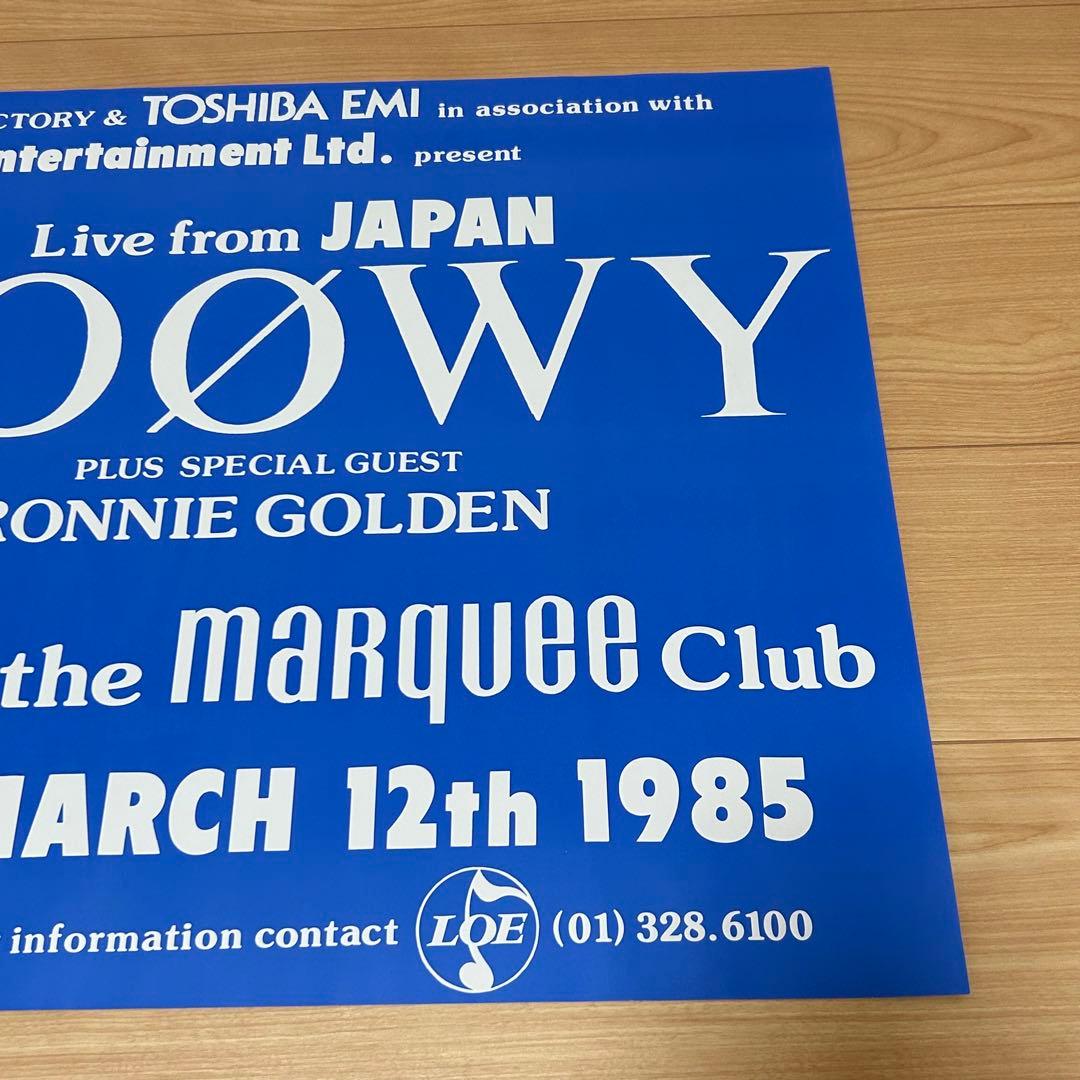 CTORY & TOSHIBA EMI in association with
ntertainment Ltd. present
Live from JAPAN
OØWY
PLUS SPECIAL GUEST
RONNIE GOLDEN
the marquee Club
MARCH 12th 1985
information contact LOE (01) 328.6100